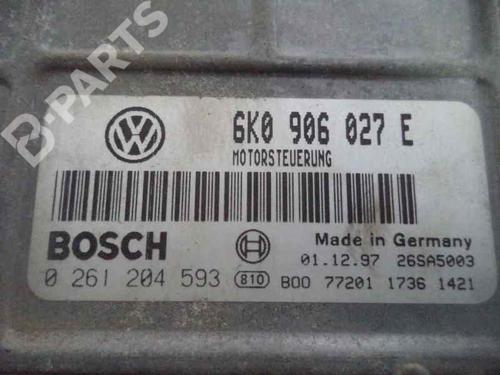 B-PARTS
6K0 906 027 E
MOTORSTEUERUNG
BOSCH
Made in Germany
01.12.97 26SA5003
0 261 204 593 810 B00 77201 1736 1421